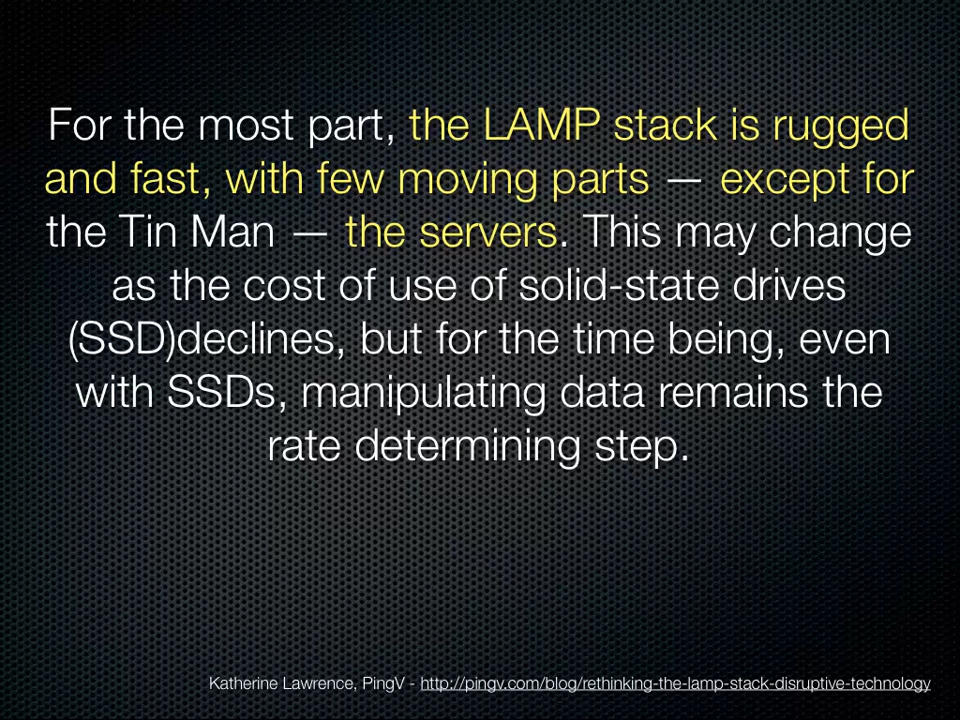 For the most part, the LAMP stack is rugged
and fast, with few moving parts — except for
the Tin Man — the servers. This may change
as the cost of use of solid-state drives
(SSD)declines, but for the time being, even
with SSDs, manipulating data remains the
rate determining step.
Katherine Lawrence, PingV - http://pingv.com/blog/rethinking-the-lamp-stack-disruptive-technology